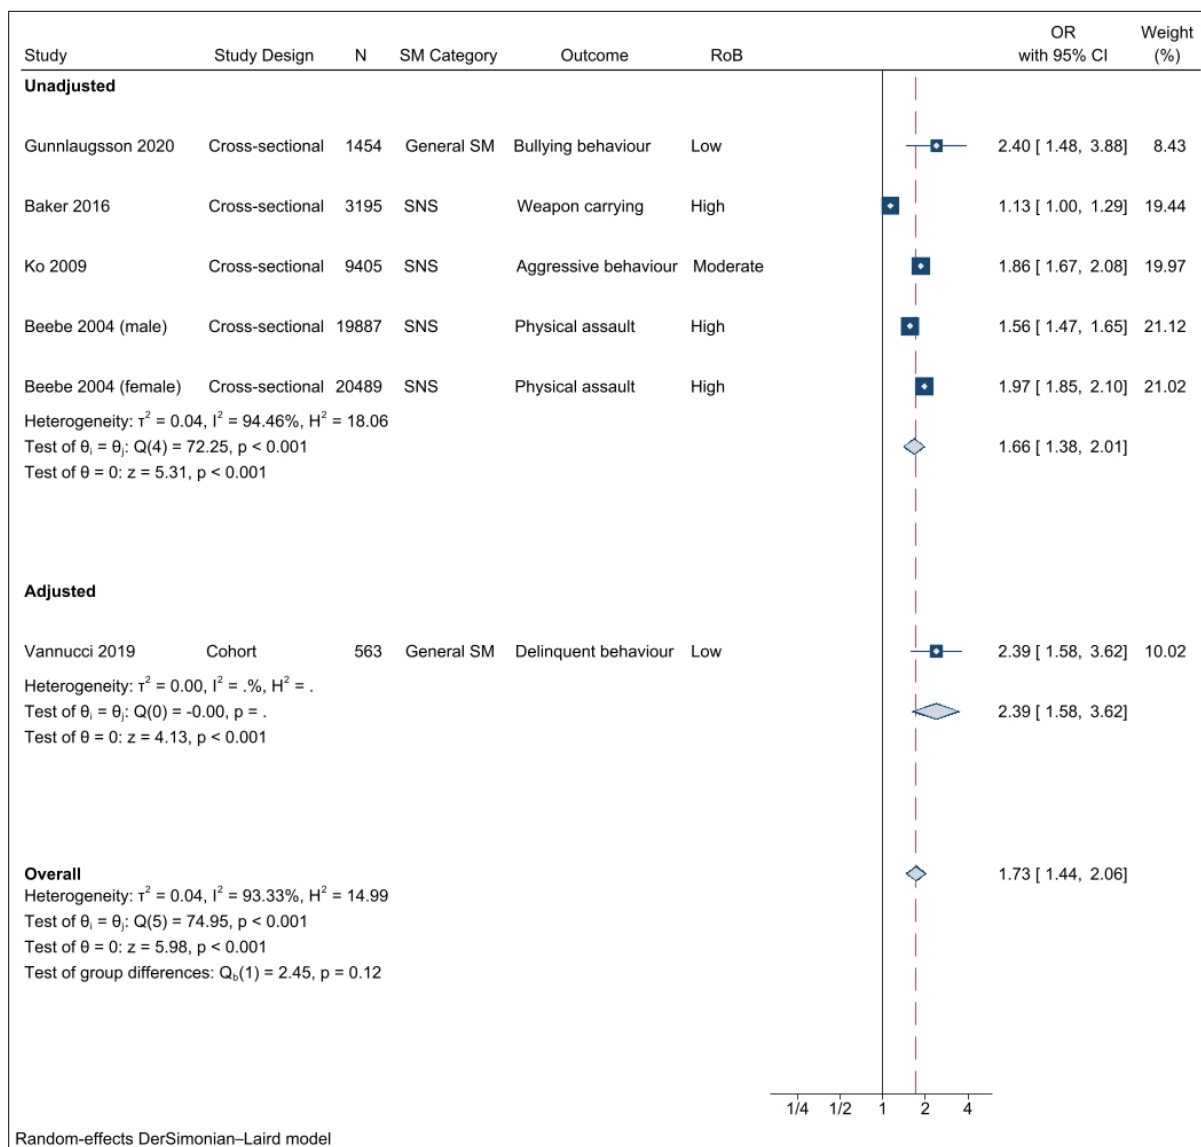 Study Study Design N SM Category Outcome RoB OR with 95% CI Weight (%)
Unadjusted
Gunnlaugsson 2020 Cross-sectional 1454 General SM Bullying behaviour Low 2.40 [ 1.48, 3.88] 8.43
Baker 2016 Cross-sectional 3195 SNS Weapon carrying High 1.13 [ 1.00, 1.29] 19.44
Ko 2009 Cross-sectional 9405 SNS Aggressive behaviour Moderate 1.86 [ 1.67, 2.08] 19.97
Beebe 2004 (male) Cross-sectional 19887 SNS Physical assault High 1.56 [ 1.47, 1.65] 21.12
Beebe 2004 (female) Cross-sectional 20489 SNS Physical assault High 1.97 [ 1.85, 2.10] 21.02
Heterogeneity: τ² = 0.04, I² = 94.46%, H² = 18.06
Test of θᵢ = θⱼ: Q(4) = 72.25, p < 0.001 1.66 [ 1.38, 2.01]
Test of θ = 0: z = 5.31, p < 0.001
Adjusted
Vannucci 2019 Cohort 563 General SM Delinquent behaviour Low 2.39 [ 1.58, 3.62] 10.02
Heterogeneity: τ² = 0.00, I² = .%, H² = .
Test of θᵢ = θⱼ: Q(0) = -0.00, p = . 2.39 [ 1.58, 3.62]
Test of θ = 0: z = 4.13, p < 0.001
Overall 1.73 [ 1.44, 2.06]
Heterogeneity: τ² = 0.04, I² = 93.33%, H² = 14.99
Test of θᵢ = θⱼ: Q(5) = 74.95, p < 0.001
Test of θ = 0: z = 5.98, p < 0.001
Test of group differences: Q_b(1) = 2.45, p = 0.12
1/4 1/2 1 2 4
Random-effects DerSimonian–Laird model